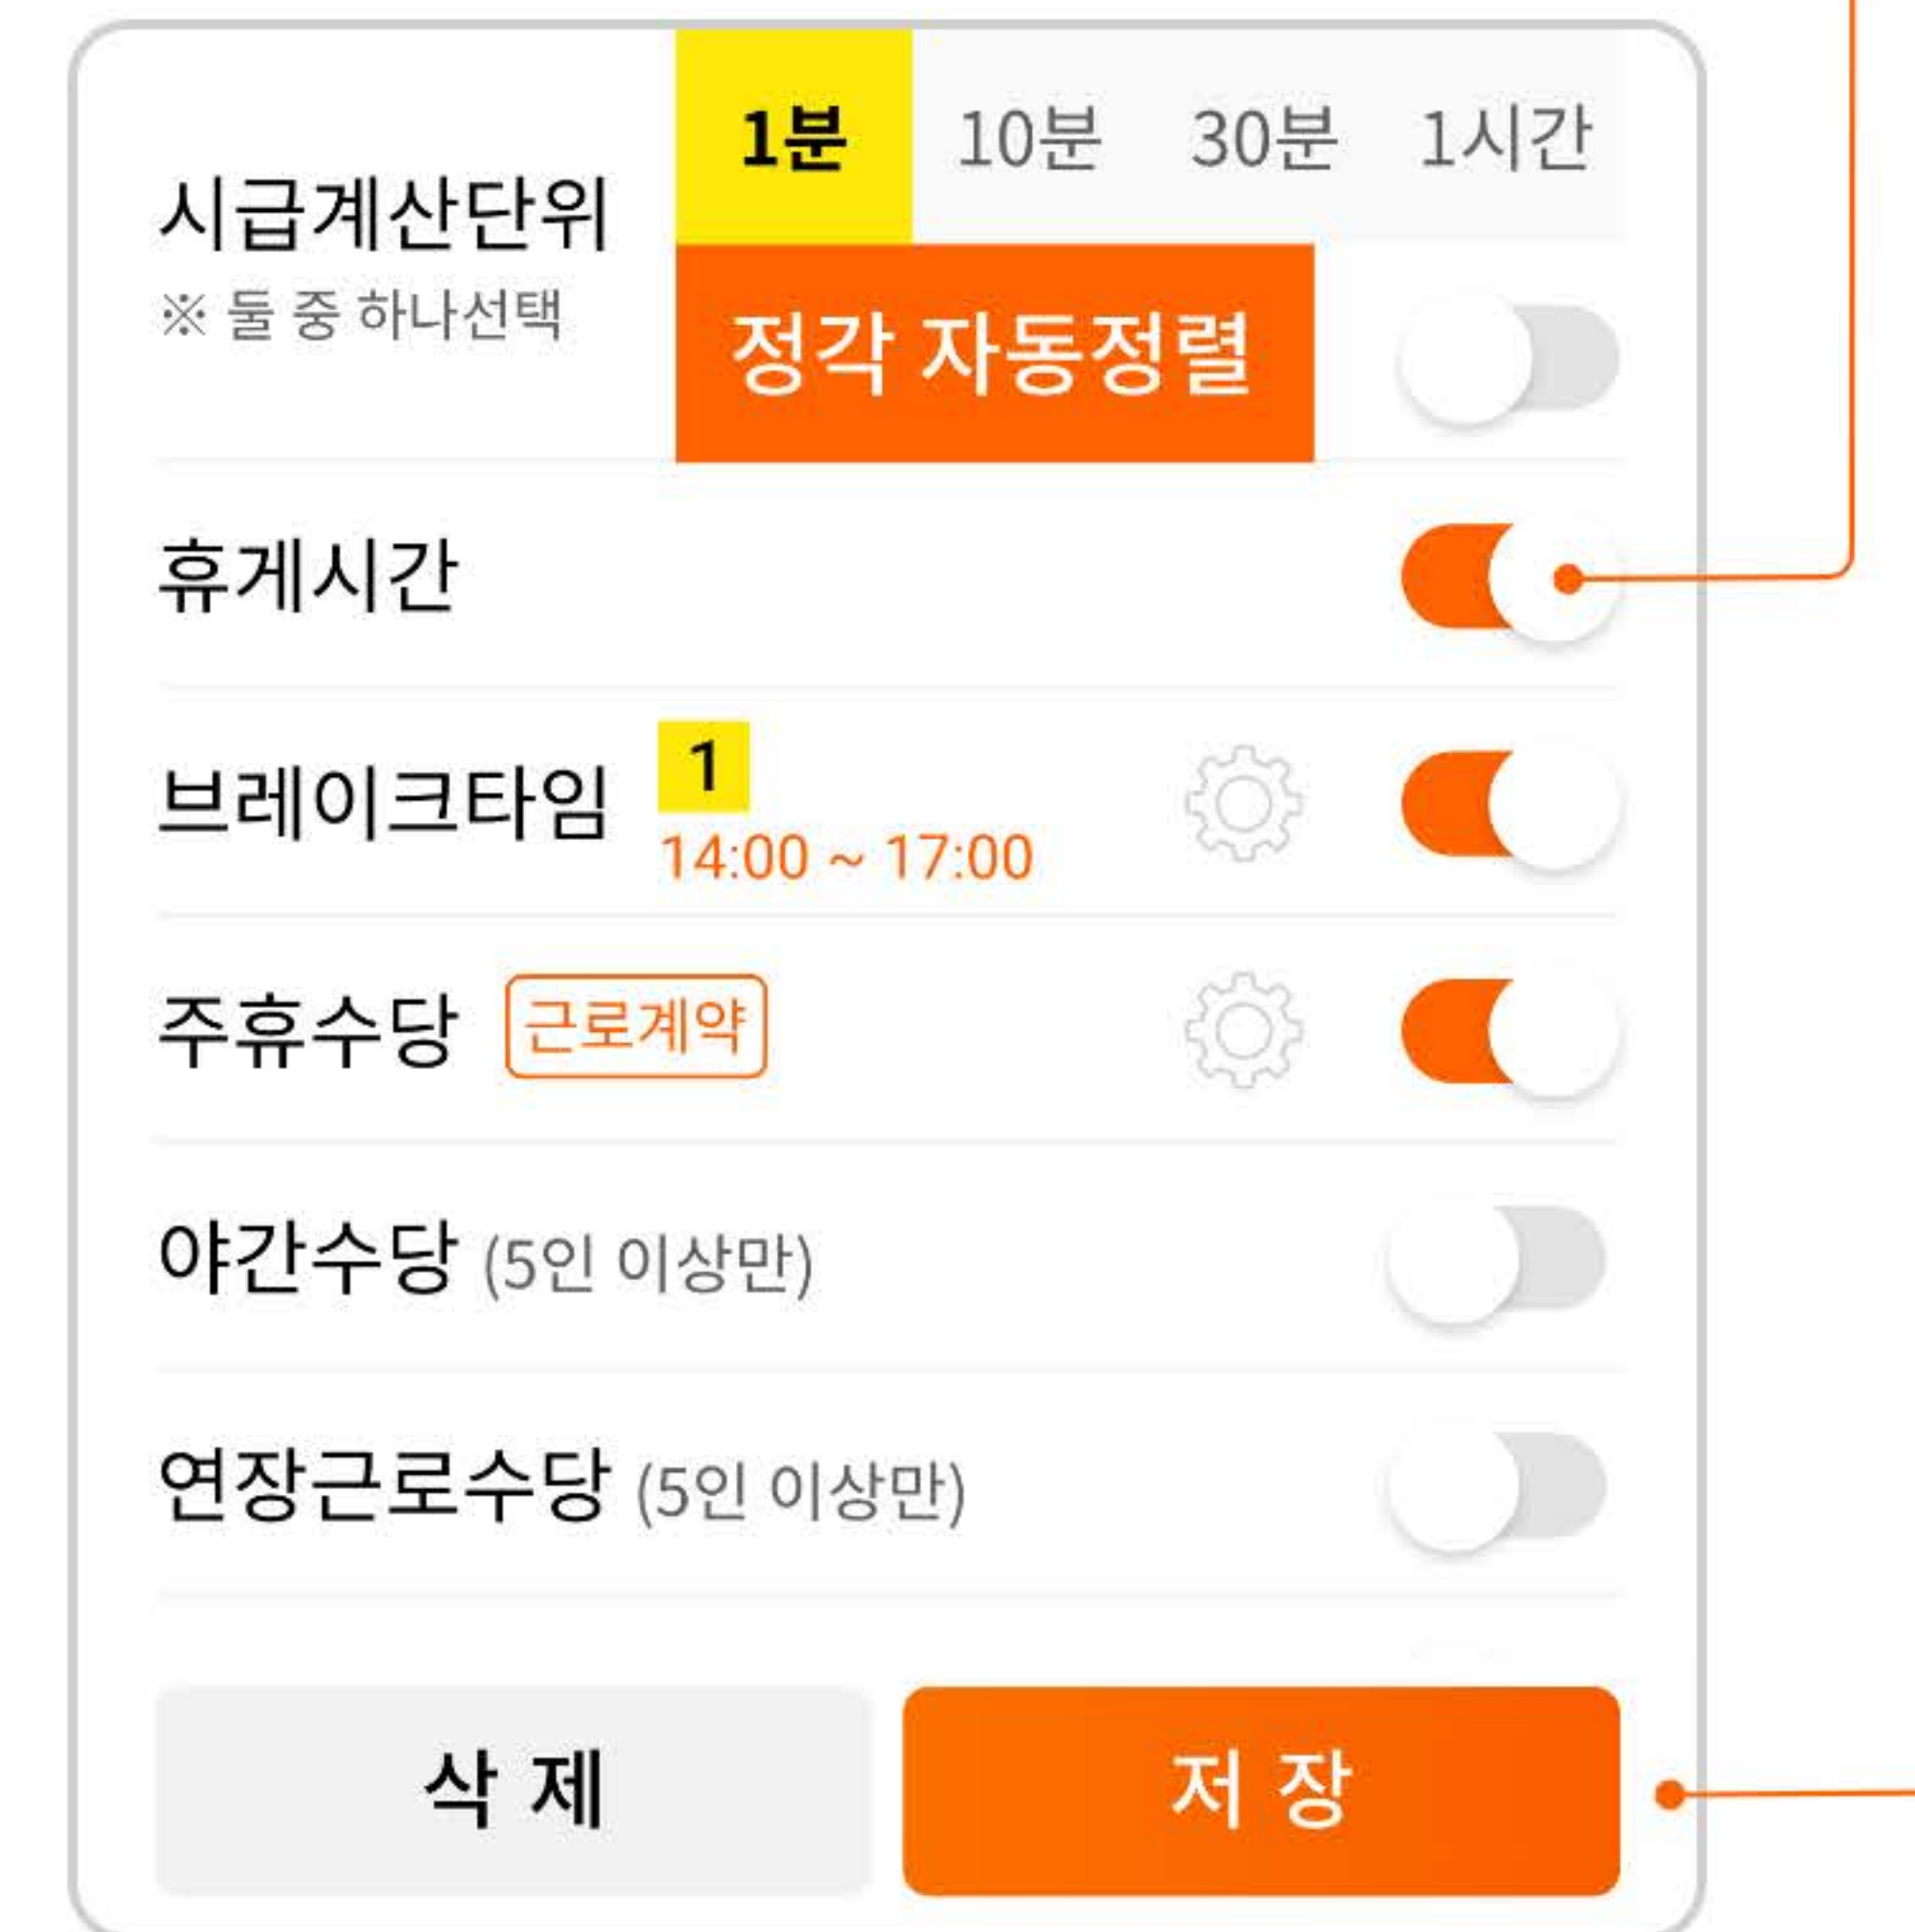 1분 10분 30분 1시간
시급계산단위
※ 둘 중 하나선택
정각 자동정렬
휴게시간
브레이크타임 1
14:00 ~ 17:00
주휴수당 근로계약
야간수당 (5인 이상만)
연장근로수당 (5인 이상만)
삭 제 저 장